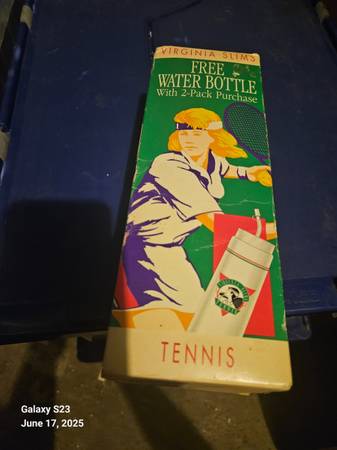 VIRGINIA SLIMS
FREE
WATER BOTTLE
With 2-Pack Purchase
TENNIS
Galaxy S23
June 17, 2025